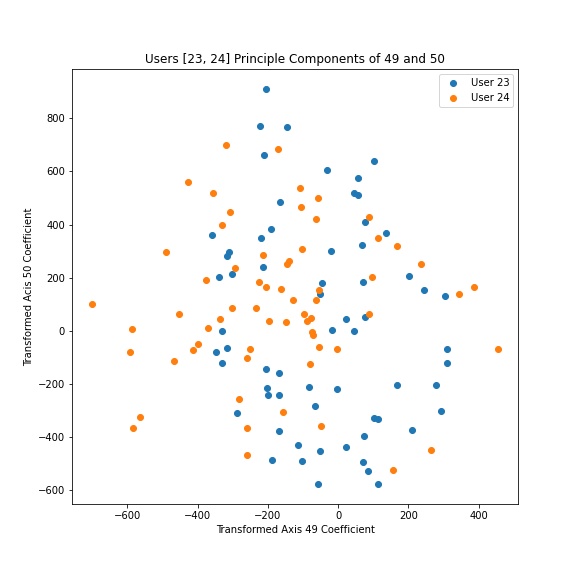 Users [23, 24] Principle Components of 49 and 50
User 23
User 24
800
600
400
200
0
−200
−400
−600
Transformed Acis 50 Coefficient
−600
−400
−200
0
200
400
Transformed Axis 49 Coefficient